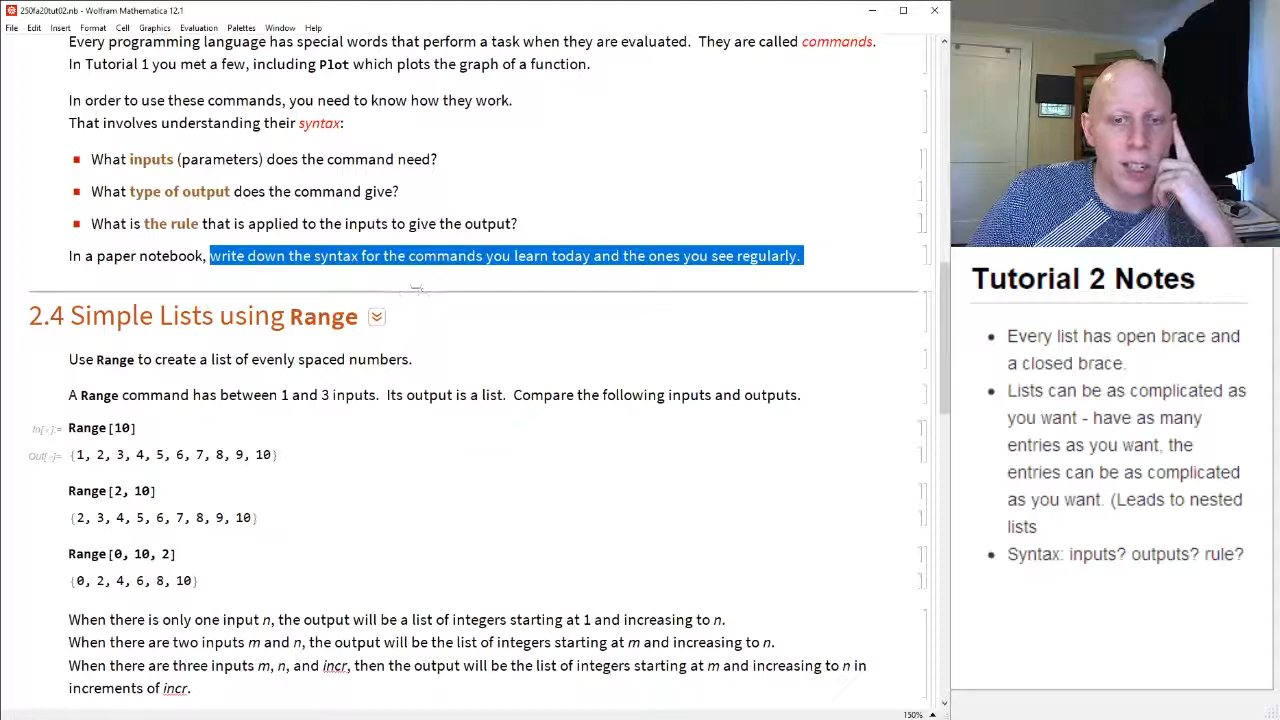 250fa20tut02.nb - Wolfram Mathematica 12.1
File Edit Insert Format Cell Graphics Evaluation Palettes Window Help
Every programming language has special words that perform a task when they are evaluated. They are called commands.
In Tutorial 1 you met a few, including Plot which plots the graph of a function.
In order to use these commands, you need to know how they work.
That involves understanding their syntax:
What inputs (parameters) does the command need?
What type of output does the command give?
What is the rule that is applied to the inputs to give the output?
In a paper notebook, write down the syntax for the commands you learn today and the ones you see regularly.
2.4 Simple Lists using Range
Use Range to create a list of evenly spaced numbers.
A Range command has between 1 and 3 inputs. Its output is a list. Compare the following inputs and outputs.
In[ ]:= Range[10]
Out[ ]= {1, 2, 3, 4, 5, 6, 7, 8, 9, 10}
Range[2, 10]
{2, 3, 4, 5, 6, 7, 8, 9, 10}
Range[0, 10, 2]
{0, 2, 4, 6, 8, 10}
When there is only one input n, the output will be a list of integers starting at 1 and increasing to n.
When there are two inputs m and n, the output will be the list of integers starting at m and increasing to n.
When there are three inputs m, n, and incr, then the output will be the list of integers starting at m and increasing to n in
increments of incr.
150%
Tutorial 2 Notes
Every list has open brace and
a closed brace.
Lists can be as complicated as
you want - have as many
entries as you want, the
entries can be as complicated
as you want. (Leads to nested
lists
Syntax: inputs? outputs? rule?